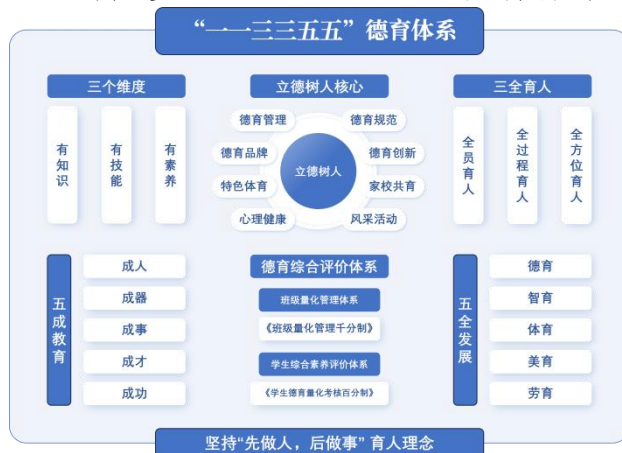 “一一三三五五”德育体系
三个维度
有知识
有技能
有素养
立德树人核心
德育管理
德育规范
德育品牌
德育创新
立德树人
特色体育
家校共育
心理健康
风采活动
三全育人
全员育人
全过程育人
全方位育人
五成教育
成人
成器
成事
成才
成功
德育综合评价体系
班级量化管理体系
《班级量化管理千分制》
学生综合素养评价体系
《学生德育量化考核百分制》
五全发展
德育
智育
体育
美育
劳育
坚持“先做人，后做事” 育人理念